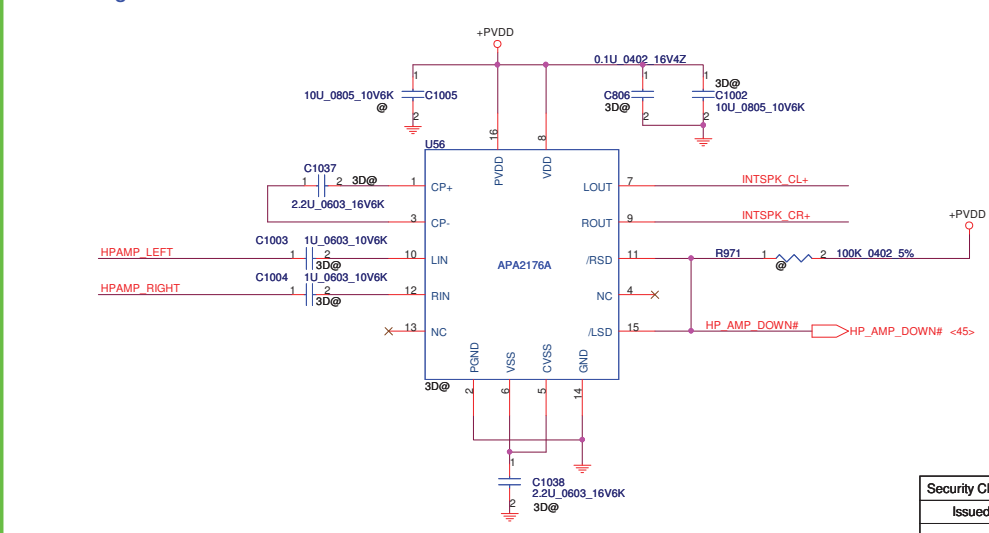 g
+PVDD
0.1U_0402_16V4Z
1
1
1
3D@
10U_0805_10V6K
C1005
C806
C1002
@
3D@
10U_0805_10V6K
2
2
2
16
8
U56
C1037
PVDD
VDD
1
2
3D@
1
CP+
LOUT
7
INTSPK_CL+
2.2U_0603_16V6K
3
CP-
ROUT
9
INTSPK_CR+
+PVDD
C1003
1U_0603_10V6K
HPAMP_LEFT
1
2
10
LIN
/RSD
11
R971
1
2
100K_0402_5%
3D@
@
APA2176A
C1004
1U_0603_10V6K
HPAMP_RIGHT
1
2
12
RIN
NC
4
3D@
13
NC
/LSD
15
HP_AMP_DOWN#
HP_AMP_DOWN# <45>
PGND
VSS
CVSS
GND
3D@
2
6
5
14
1
C1038
2.2U_0603_16V6K
2
3D@
Security Cl
Issued